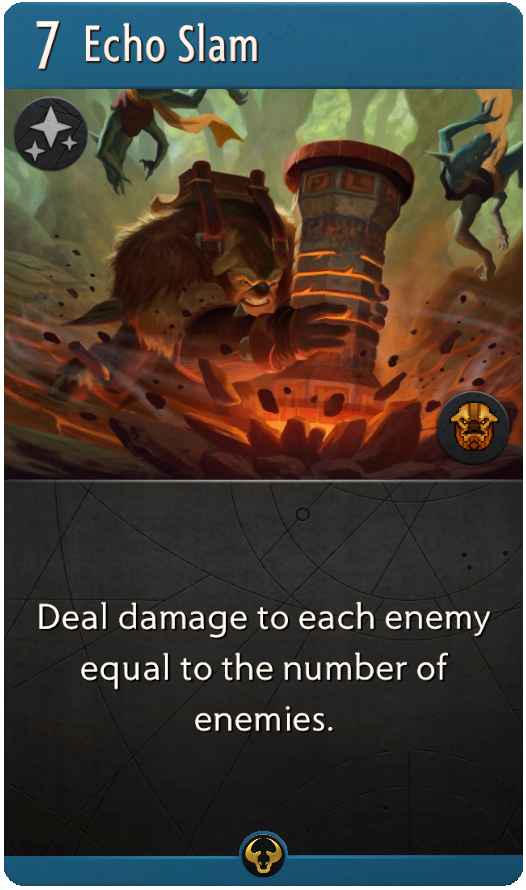 7 Echo Slam
Deal damage to each enemy
equal to the number of
enemies.